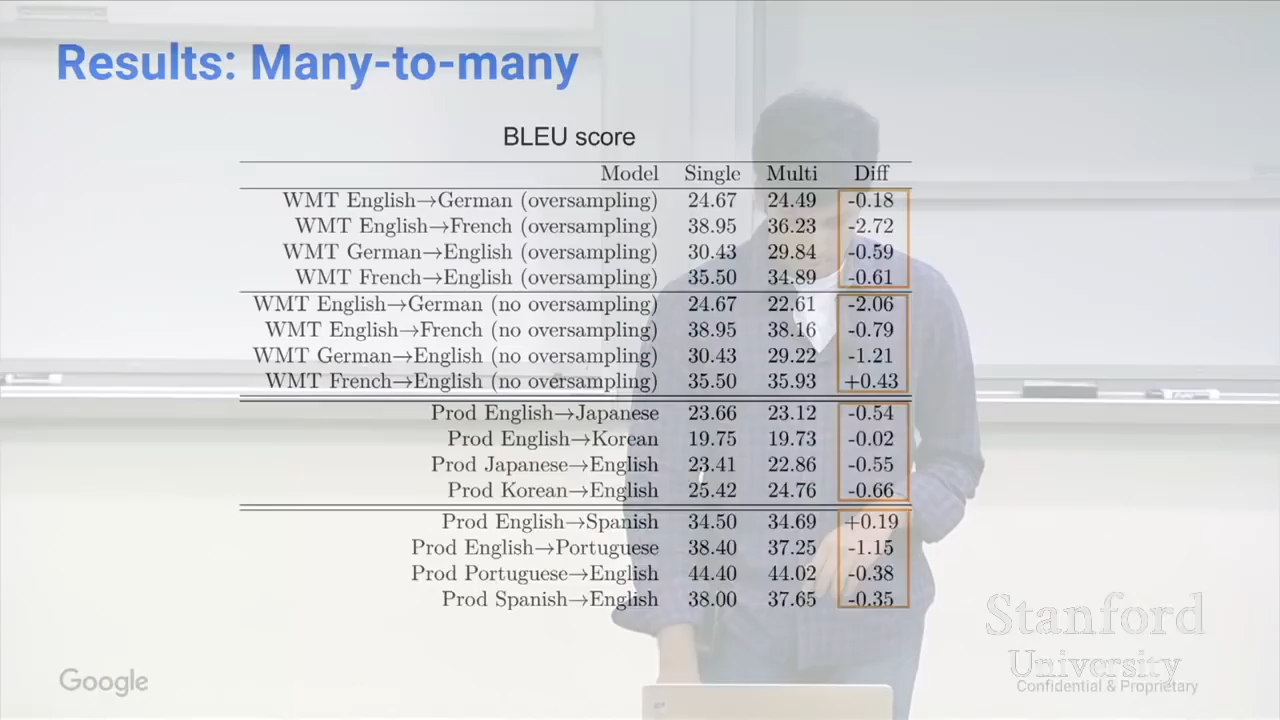 Results: Many-to-many
BLEU score
Model Single Multi Diff
WMT English→German (oversampling) 24.67 24.49 -0.18
WMT English→French (oversampling) 38.95 36.23 -2.72
WMT German→English (oversampling) 30.43 29.84 -0.59
WMT French→English (oversampling) 35.50 34.89 -0.61
WMT English→German (no oversampling) 24.67 22.61 -2.06
WMT English→French (no oversampling) 38.95 38.16 -0.79
WMT German→English (no oversampling) 30.43 29.22 -1.21
WMT French→English (no oversampling) 35.50 35.93 +0.43
Prod English→Japanese 23.66 23.12 -0.54
Prod English→Korean 19.75 19.73 -0.02
Prod Japanese→English 23.41 22.86 -0.55
Prod Korean→English 25.42 24.76 -0.66
Prod English→Spanish 34.50 34.69 +0.19
Prod English→Portuguese 38.40 37.25 -1.15
Prod Portuguese→English 44.40 44.02 -0.38
Prod Spanish→English 38.00 37.65 -0.35
Stanford
University
Google
Confidential & Proprietary